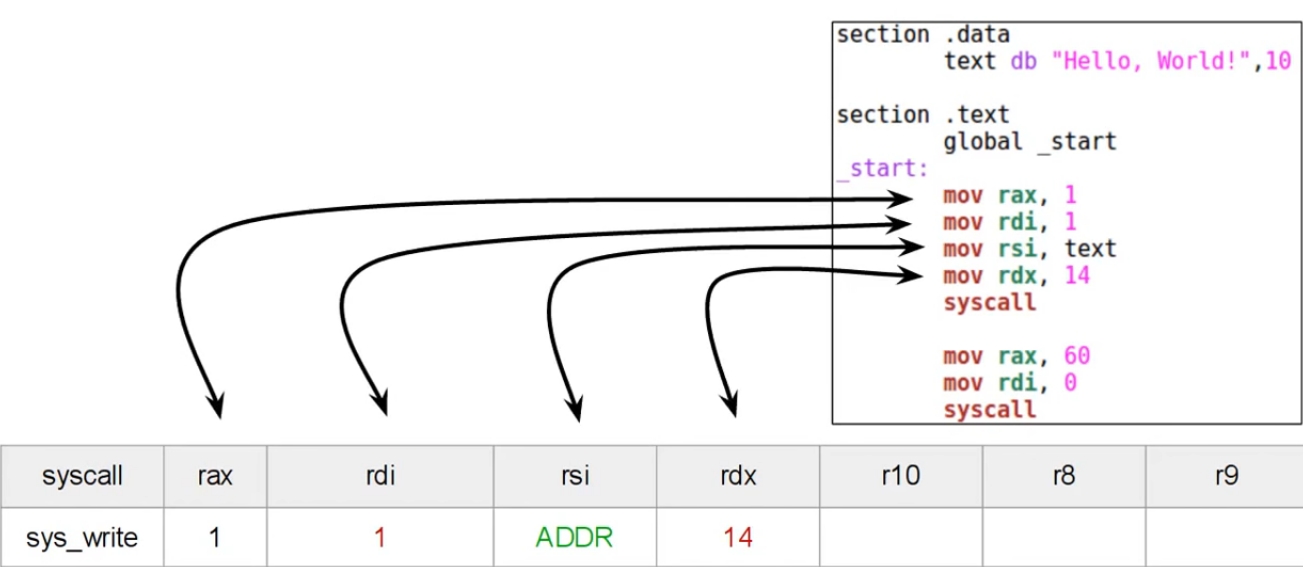 section .data
text db "Hello, World!",10
section .text
global _start
_start:
mov rax, 1
mov rdi, 1
mov rsi, text
mov rdx, 14
syscall
mov rax, 60
mov rdi, 0
syscall
syscall rax rdi rsi rdx r10 r8 r9
sys_write 1 1 ADDR 14